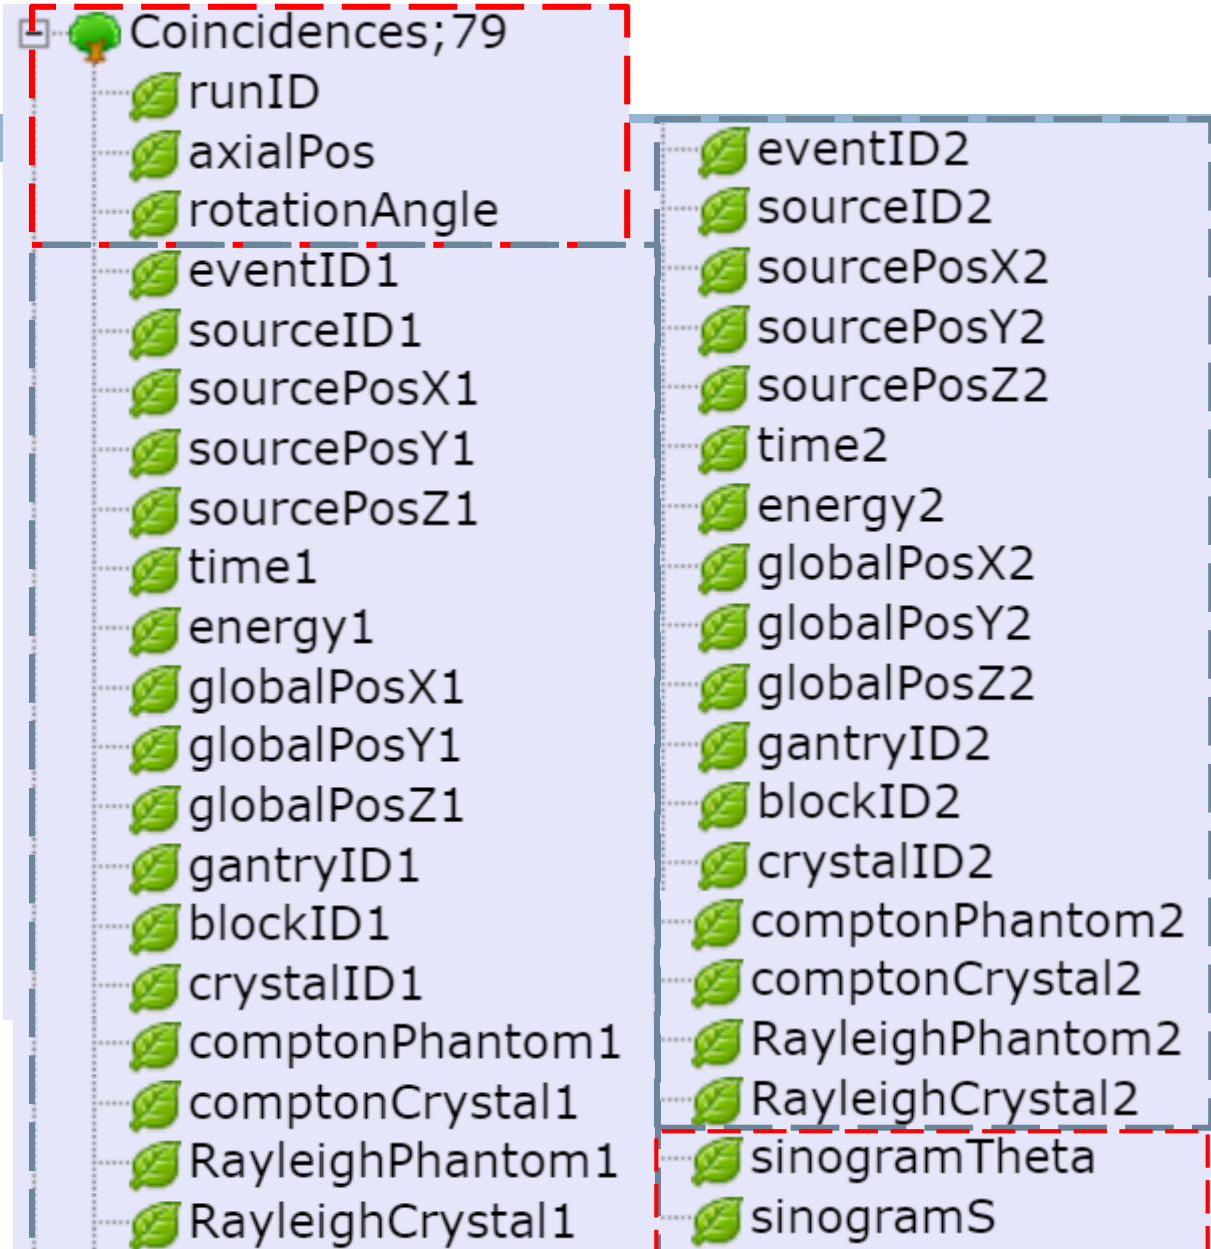 Coincidences;79
runID
axialPos
rotationAngle
eventID1
sourceID1
sourcePosX1
sourcePosY1
sourcePosZ1
time1
energy1
globalPosX1
globalPosY1
globalPosZ1
gantryID1
blockID1
crystalID1
comptonPhantom1
comptonCrystal1
RayleighPhantom1
RayleighCrystal1
eventID2
sourceID2
sourcePosX2
sourcePosY2
sourcePosZ2
time2
energy2
globalPosX2
globalPosY2
globalPosZ2
gantryID2
blockID2
crystalID2
comptonPhantom2
comptonCrystal2
RayleighPhantom2
RayleighCrystal2
sinogramTheta
sinogramS